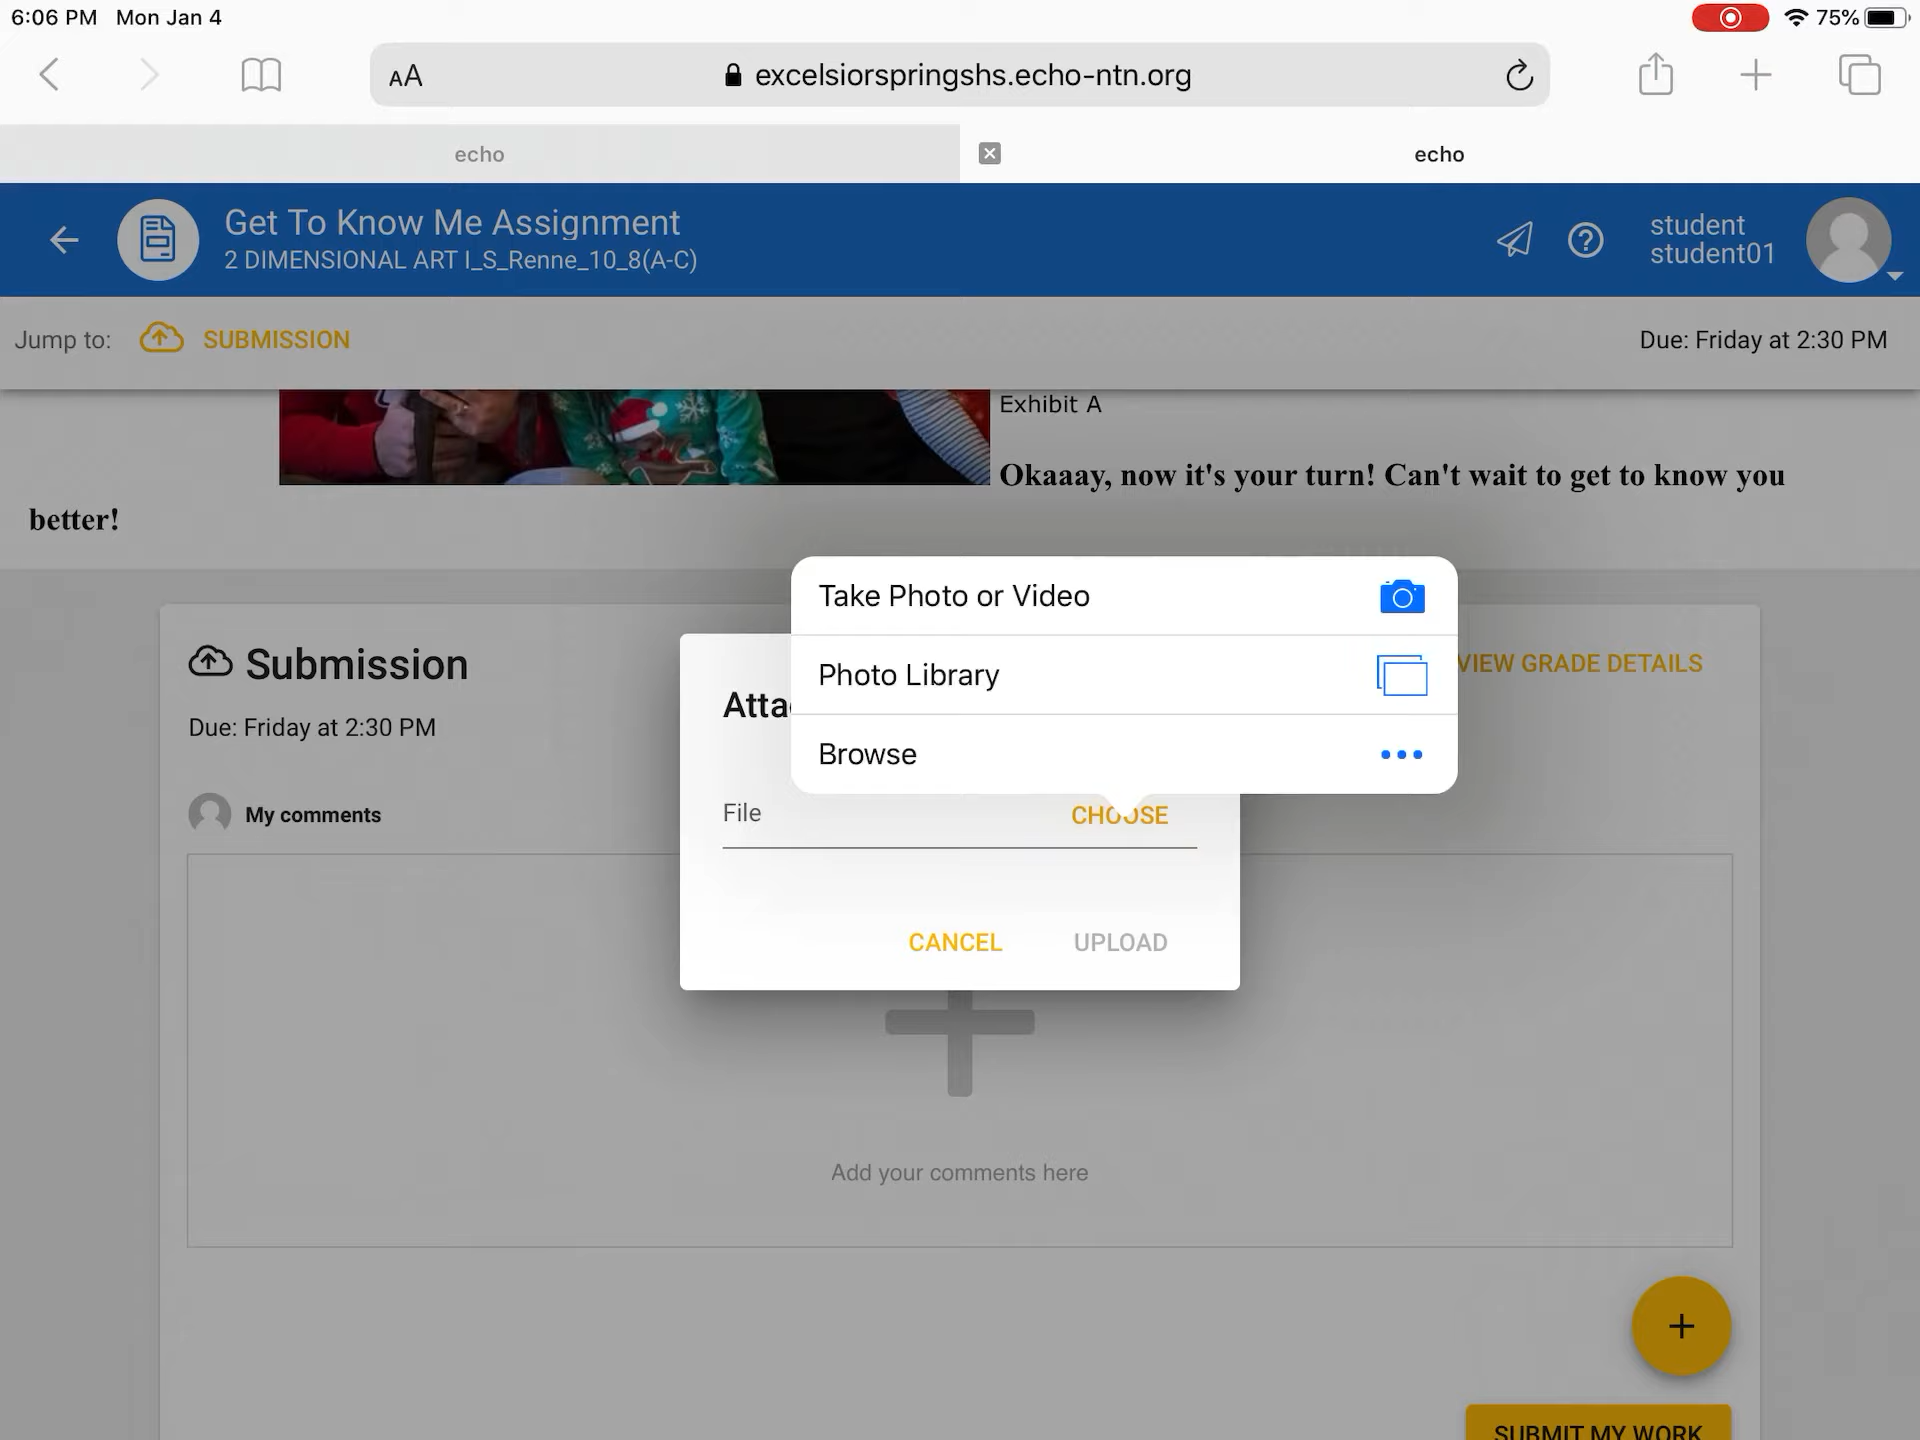 6:06 PM Mon Jan 4
75%
AA excelsiorspringshs.echo-ntn.org
echo
echo
Get To Know Me Assignment
2 DIMENSIONAL ART I_S_Renne_10_8(A-C)
student
student01
Jump to: SUBMISSION
Due: Friday at 2:30 PM
Exhibit A
Okaaay, now it's your turn! Can't wait to get to know you
better!
Take Photo or Video
Photo Library
Browse
Submission
VIEW GRADE DETAILS
Atta
Due: Friday at 2:30 PM
File CHOOSE
My comments
CANCEL UPLOAD
Add your comments here
SUBMIT MY WORK